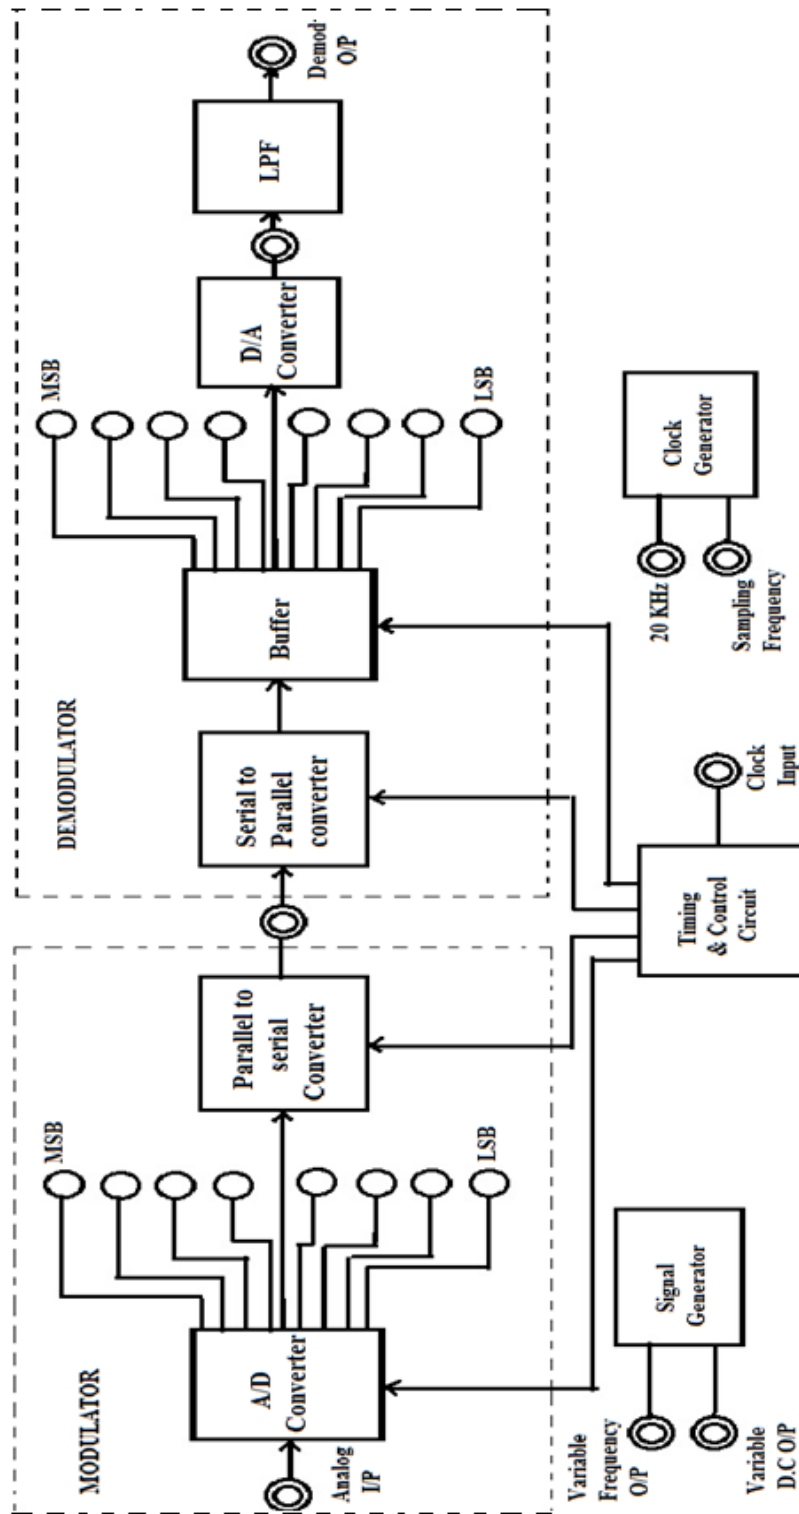 MODULATOR
MSB
A/D
Converter
Analog
I/P
LSB
Parallel to
serial
Converter
DEMODULATOR
Serial to
Parallel
converter
Buffer
MSB
LSB
D/A
Converter
LPF
Demod
O/P
Variable
Frequency
O/P
Variable
D.C O/P
Signal
Generator
Timing
& Control
Circuit
Clock
Input
20 KHz
Sampling
Frequency
Clock
Generator